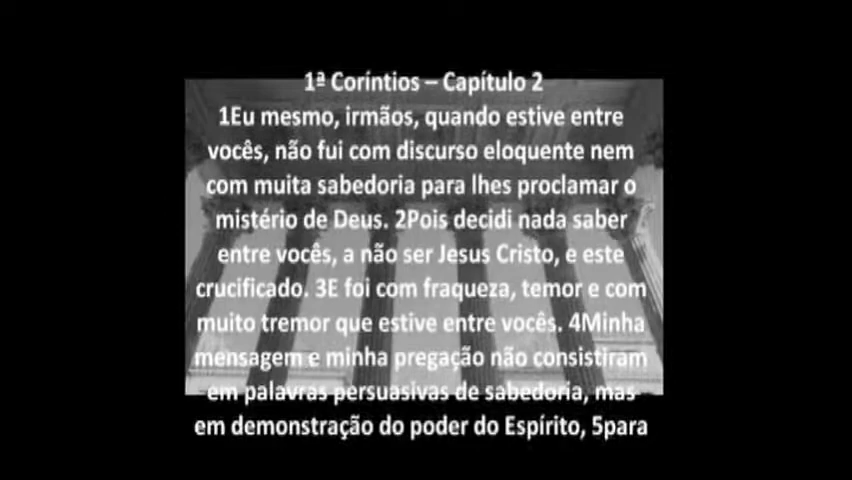 1ª Coríntios – Capítulo 2
1Eu mesmo, irmãos, quando estive entre
vocês, não fui com discurso eloquente nem
com muita sabedoria para lhes proclamar o
mistério de Deus. 2Pois decidi nada saber
entre vocês, a não ser Jesus Cristo, e este
crucificado. 3E foi com fraqueza, temor e com
muito tremor que estive entre vocês. 4Minha
mensagem e minha pregação não consistiram
em palavras persuasivas de sabedoria, mas
em demonstração do poder do Espírito, 5para